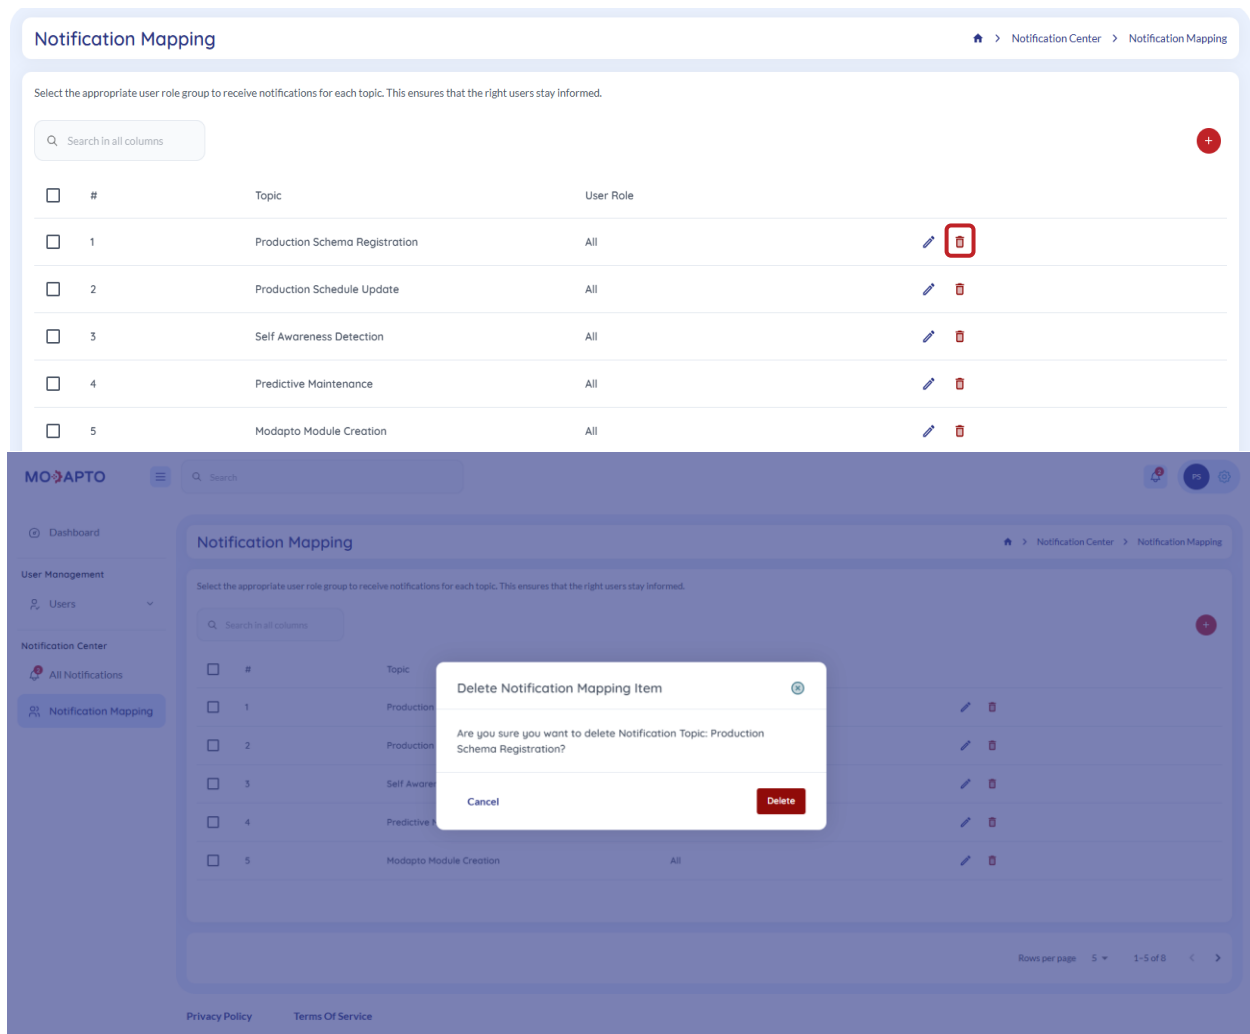 Notification Mapping
> Notification Center > Notification Mapping
Select the appropriate user role group to receive notifications for each topic. This ensures that the right users stay informed.
Search in all columns
+
# Topic User Role
1 Production Schema Registration All
2 Production Schedule Update All
3 Self Awareness Detection All
4 Predictive Maintenance All
5 Modapto Module Creation All
MODAPTO
Search
PS
Dashboard
User Management
Users
Notification Center
All Notifications
Notification Mapping
Notification Mapping
> Notification Center > Notification Mapping
Select the appropriate user role group to receive notifications for each topic. This ensures that the right users stay informed.
Search in all columns
+
# Topic
1 Production
2 Production
3 Self Awarer
4 Predictive
5 Modapto Module Creation All
Delete Notification Mapping Item
Are you sure you want to delete Notification Topic: Production
Schema Registration?
Cancel
Delete
Rows per page 5 1–5 of 8 < >
Privacy Policy Terms Of Service